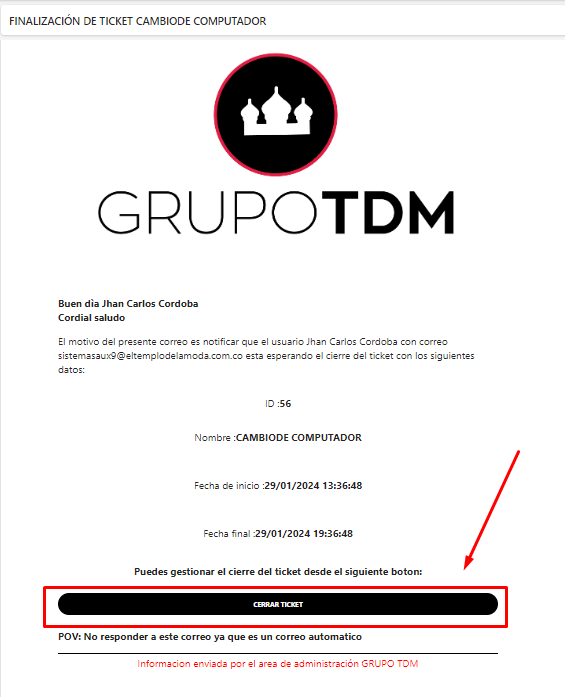 FINALIZACIÓN DE TICKET CAMBIODE COMPUTADOR
GRUPOTDM
Buen dìa Jhan Carlos Cordoba
Cordial saludo
El motivo del presente correo es notificar que el usuario Jhan Carlos Cordoba con correo
sistemasaux9@eltemplodelamoda.com.co esta esperando el cierre del ticket con los siguientes
datos:
ID :56
Nombre :CAMBIODE COMPUTADOR
Fecha de inicio :29/01/2024 13:36:48
Fecha final :29/01/2024 19:36:48
Puedes gestionar el cierre del ticket desde el siguiente boton:
CERRAR TICKET
POV: No responder a este correo ya que es un correo automatico
Informacion enviada por el area de administración GRUPO TDM